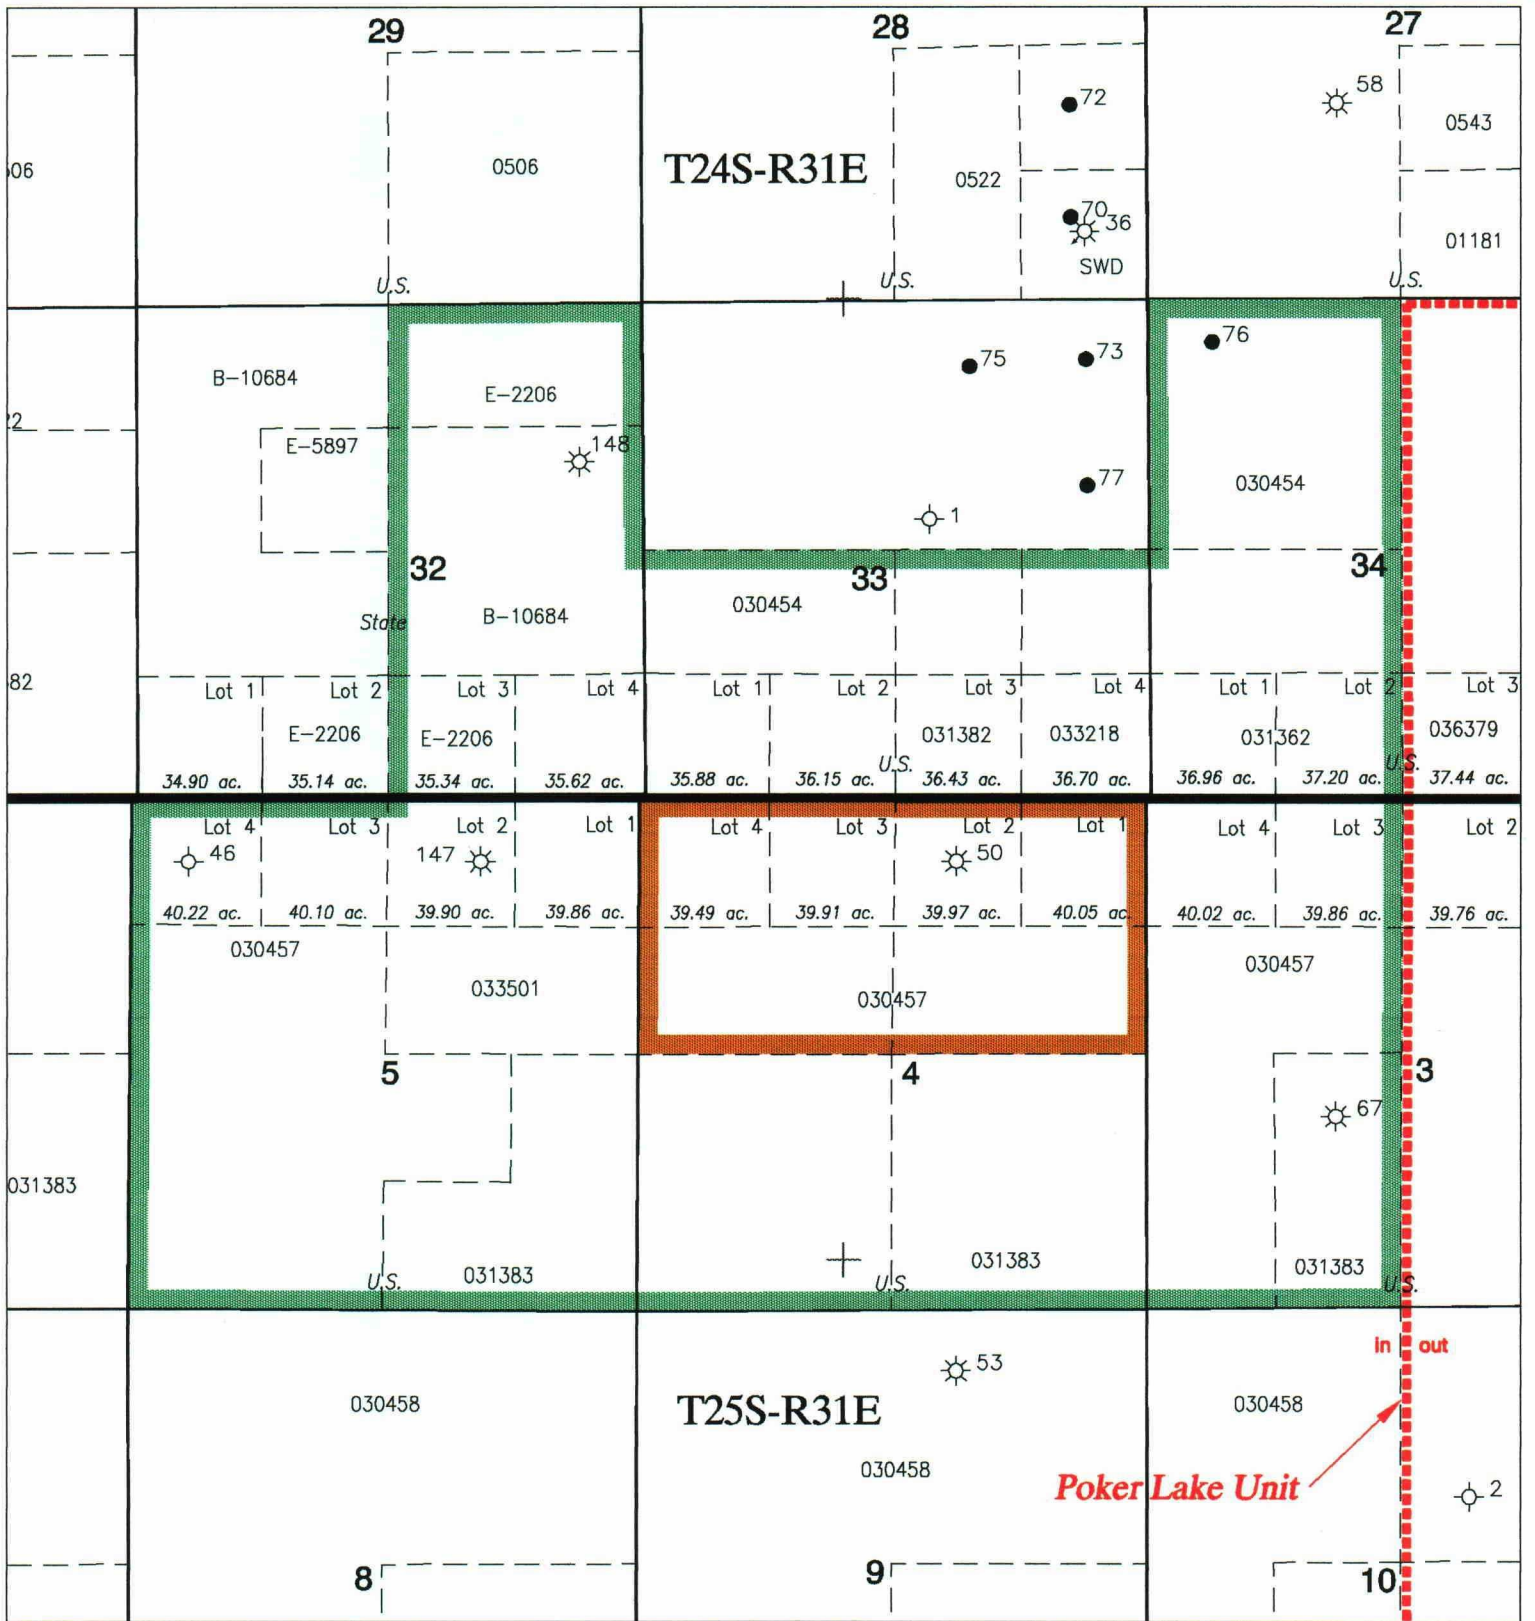 29
28
27
72
58
0543
06
0506
T24S-R31E
0522
70
36
01181
SWD
U.S.
U.S.
U.S.
76
75
73
B-10684
E-2206
E-5897
148
77
030454
1
32
33
34
030454
State
B-10684
82
Lot 1
Lot 2
Lot 3
Lot 4
Lot 1
Lot 2
Lot 3
Lot 4
Lot 1
Lot 2
Lot 3
E-2206
E-2206
031382
033218
031362
036379
U.S.
U.S.
34.90 ac.
35.14 ac.
35.34 ac.
35.62 ac.
35.88 ac.
36.15 ac.
36.43 ac.
36.70 ac.
36.96 ac.
37.20 ac.
37.44 ac.
Lot 4
Lot 3
Lot 2
Lot 1
Lot 4
Lot 3
Lot 2
Lot 1
Lot 4
Lot 3
Lot 2
46
147
50
40.22 ac.
40.10 ac.
39.90 ac.
39.86 ac.
39.49 ac.
39.91 ac.
39.97 ac.
40.05 ac.
40.02 ac.
39.86 ac.
39.76 ac.
030457
033501
030457
030457
5
4
3
67
031383
031383
031383
031383
U.S.
U.S.
U.S.
in
out
53
030458
T25S-R31E
030458
030458
Poker Lake Unit
2
8
9
10